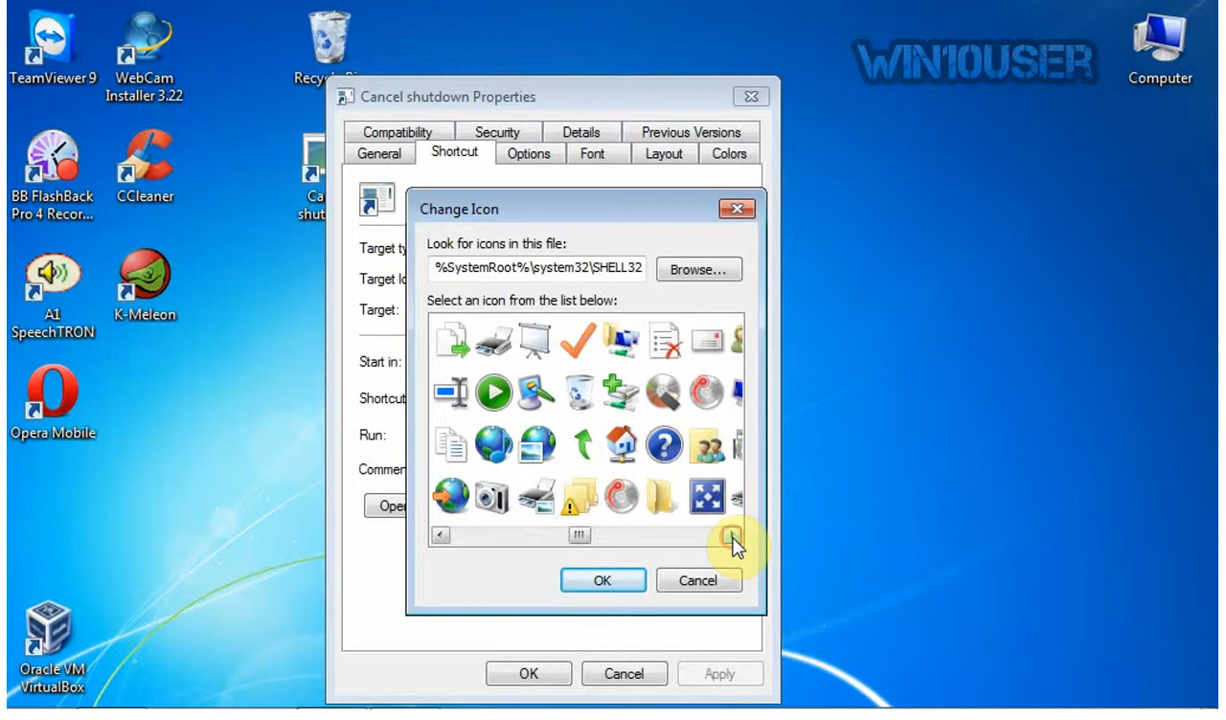 TeamViewer 9
WebCam
Installer 3.22
Recy
WIN10USER
Computer
BB FlashBack
Pro 4 Recor...
CCleaner
Ca
shut
A1
SpeechTRON
K-Meleon
Opera Mobile
Oracle VM
VirtualBox
Cancel shutdown Properties
Compatibility Security Details Previous Versions
General Shortcut Options Font Layout Colors
Target ty
Target lo
Target:
Start in:
Shortcut
Run:
Commen
Open
Change Icon
Look for icons in this file:
%SystemRoot%\system32\SHELL32
Browse...
Select an icon from the list below:
OK Cancel
OK Cancel Apply